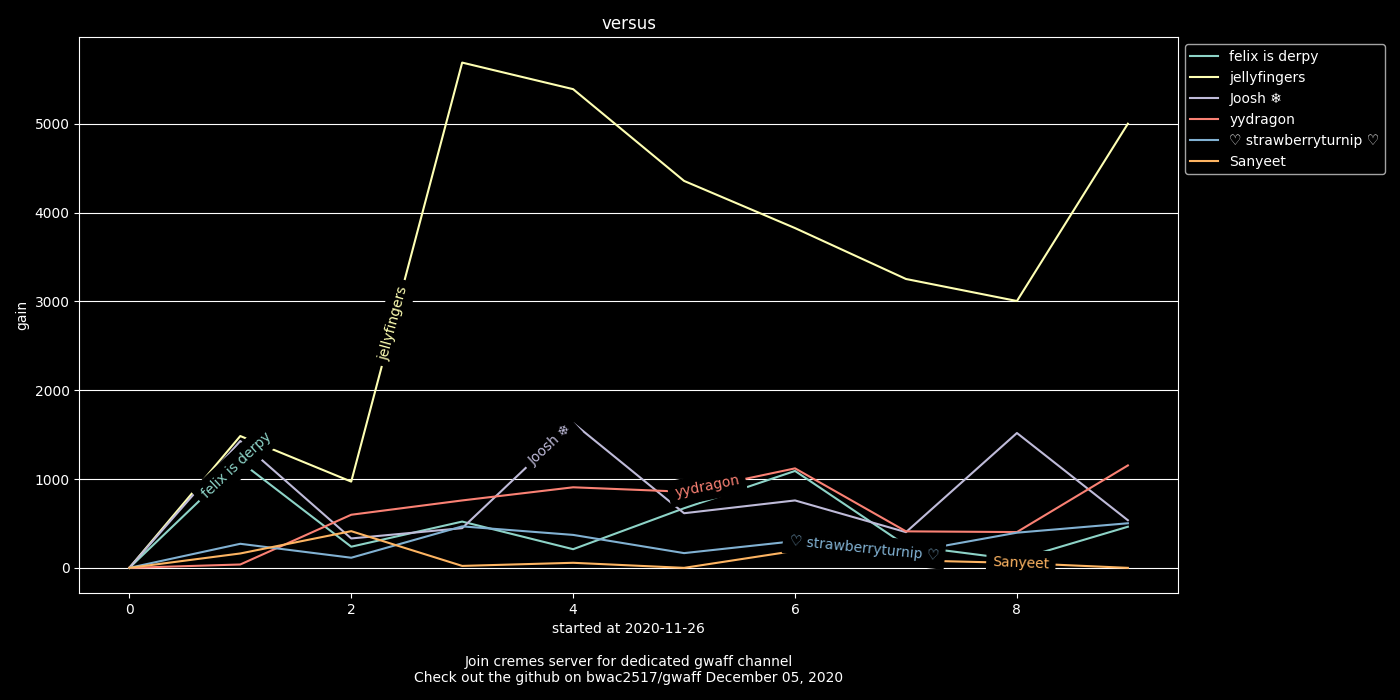 versus
felix is derpy
jellyfingers
Joosh ❄
yydragon
♡ strawberryturnip ♡
Sanyeet
5000
4000
3000
2000
1000
0
gain
jellyfingers
felix is derpy
Joosh ❄
yydragon
♡ strawberryturnip ♡
Sanyeet
0 2 4 6 8
started at 2020-11-26
Join cremes server for dedicated gwaff channel
Check out the github on bwac2517/gwaff December 05, 2020